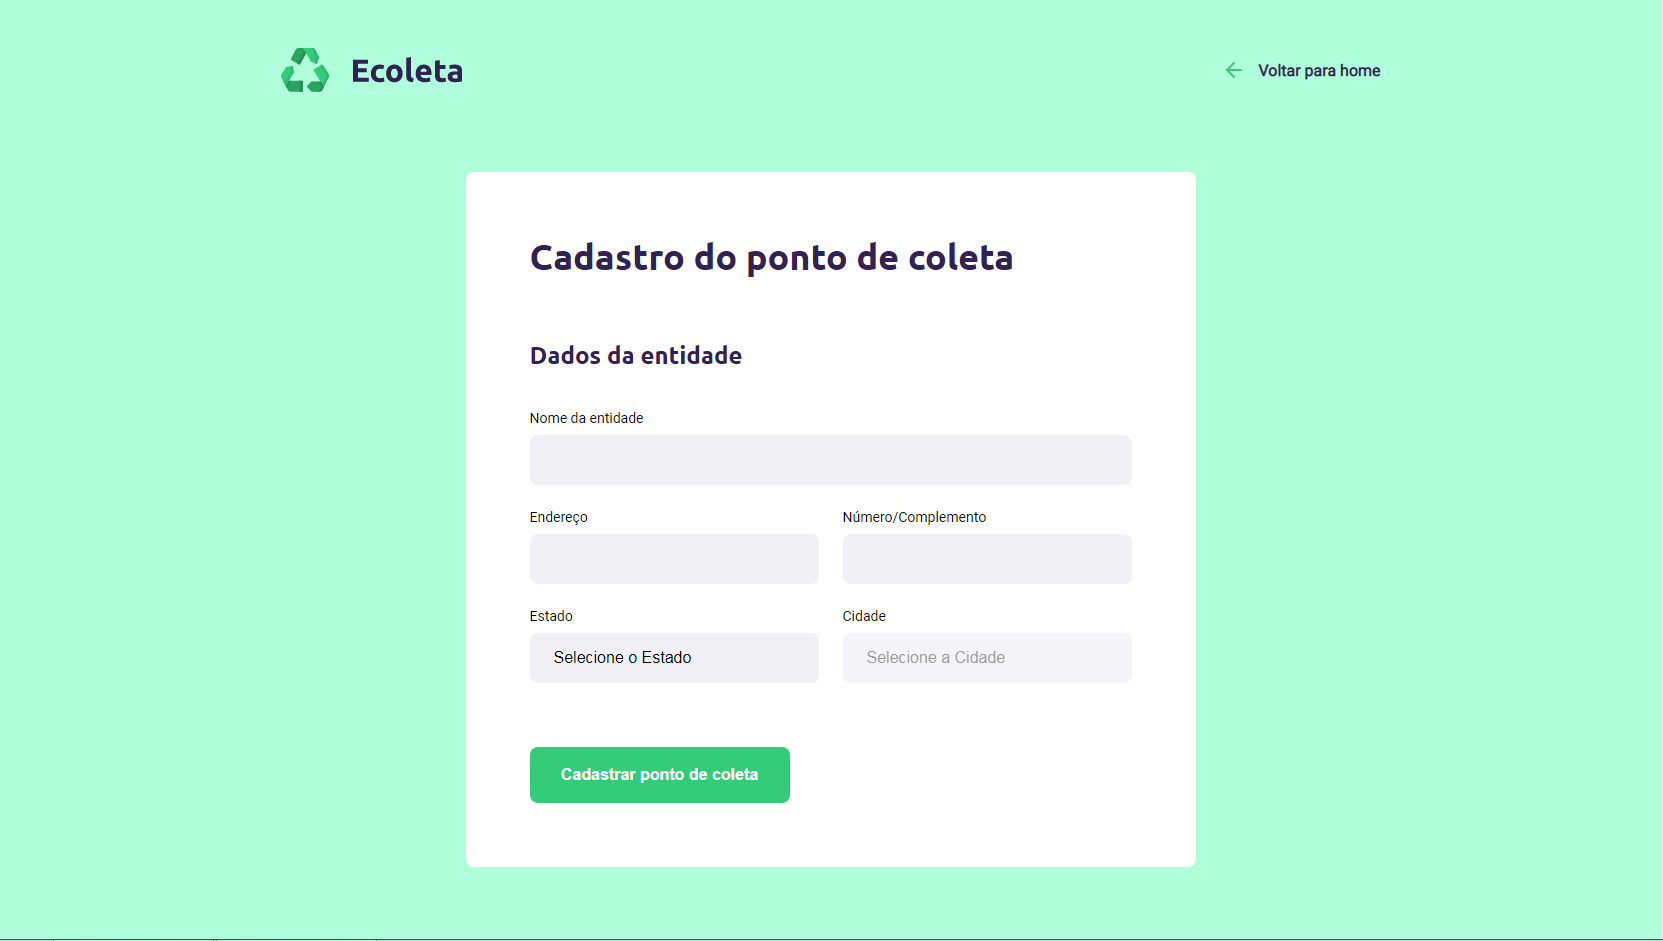 Ecoleta
Voltar para home
Cadastro do ponto de coleta
Dados da entidade
Nome da entidade
Endereço
Número/Complemento
Estado
Cidade
Selecione o Estado
Selecione a Cidade
Cadastrar ponto de coleta